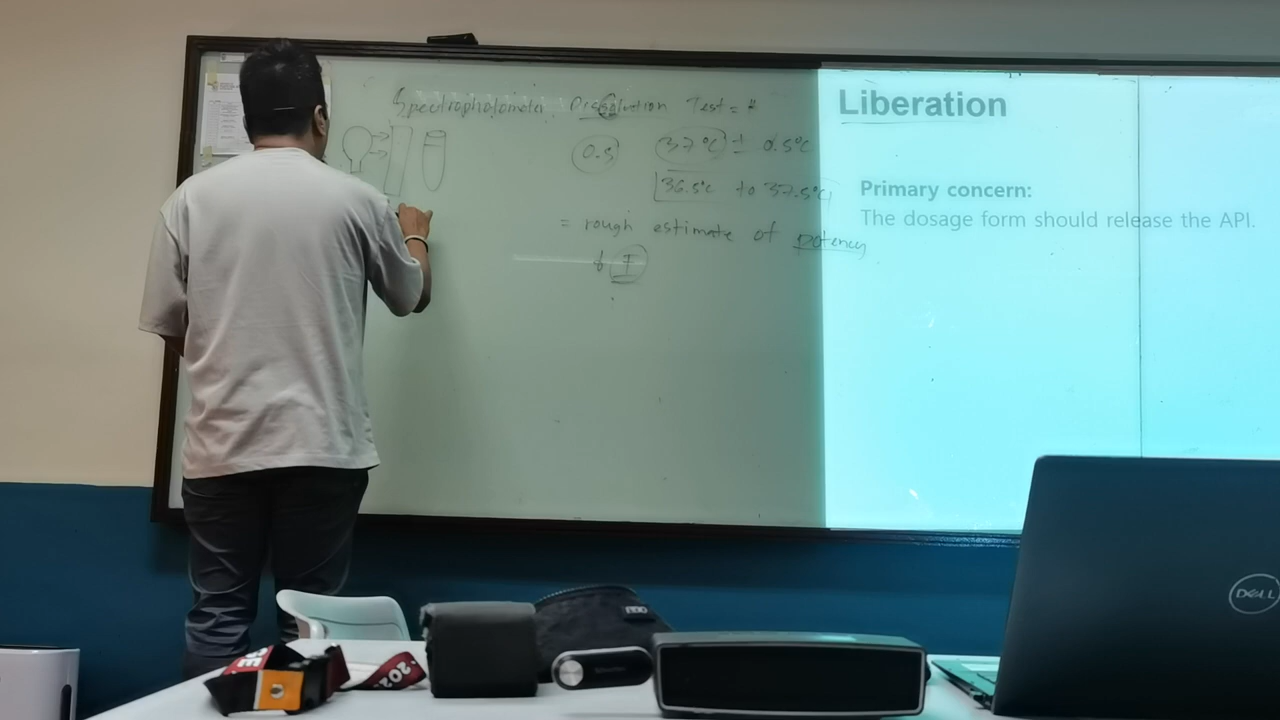 Spectrophotometer Dissolution Test = #
0.5 37°C ± 0.5°C
36.5°C to 37.5°C
= rough estimate of potency
& I
Liberation
Primary concern:
The dosage form should release the API.
DELL
202